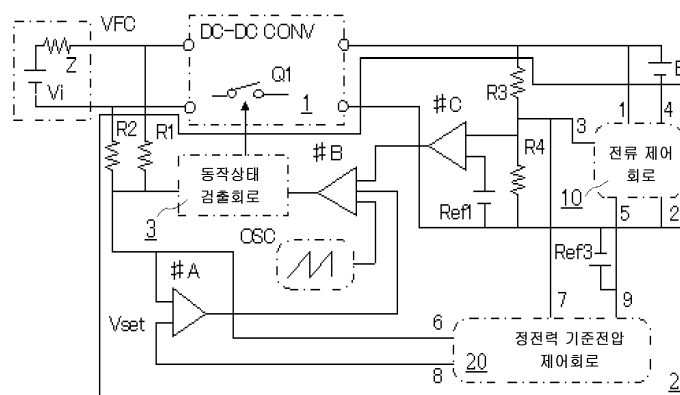 VFC
DC-DC CONV
Z
Vi
Q1
1
R2
R1
R3
#C
1
4
3
R4
전류 제어
회로
10
#B
동작상태
검출회로
3
Ref1
5
2
OSC
Ref3
#A
7
9
Vset
6
정전력 기준전압
제어회로
20
8
2